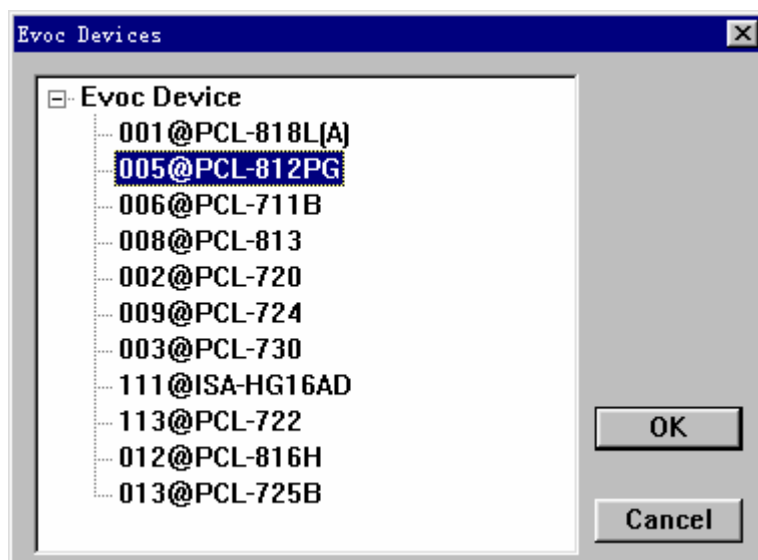 Evoc Devices
Evoc Device
001@PCL-818L(A)
005@PCL-812PG
006@PCL-711B
008@PCL-813
002@PCL-720
009@PCL-724
003@PCL-730
111@ISA-HG16AD
113@PCL-722
012@PCL-816H
013@PCL-725B
OK
Cancel